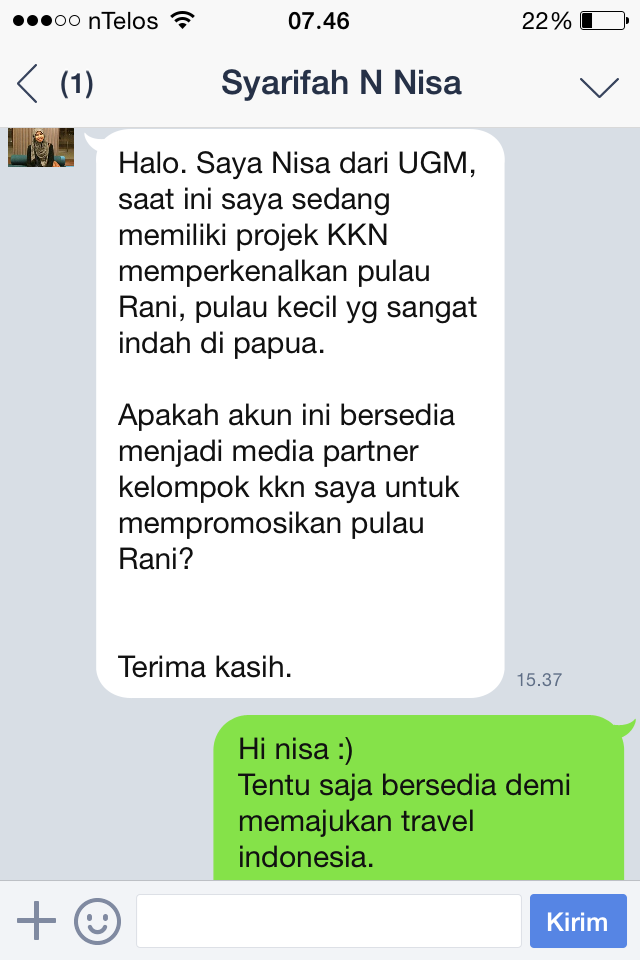 nTelos 07.46 22%
(1) Syarifah N Nisa
Halo. Saya Nisa dari UGM,
saat ini saya sedang
memiliki projek KKN
memperkenalkan pulau
Rani, pulau kecil yg sangat
indah di papua.
Apakah akun ini bersedia
menjadi media partner
kelompok kkn saya untuk
mempromosikan pulau
Rani?
Terima kasih.
15.37
Hi nisa :)
Tentu saja bersedia demi
memajukan travel
indonesia.
Kirim